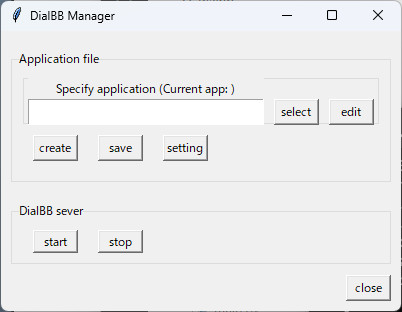 DialBB Manager
Application file
Specify application (Current app: )
select edit
create save setting
DialBB sever
start stop
close